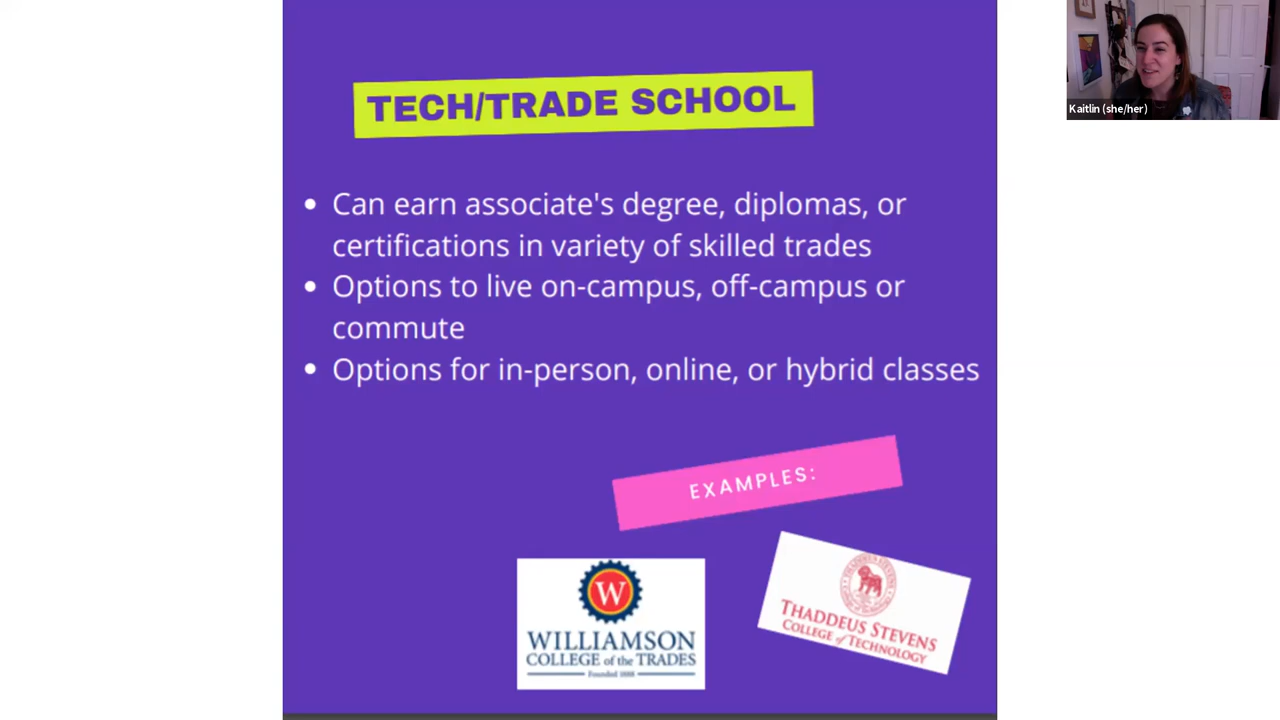 TECH/TRADE SCHOOL
Can earn associate's degree, diplomas, or
certifications in variety of skilled trades
Options to live on-campus, off-campus or
commute
Options for in-person, online, or hybrid classes
EXAMPLES:
W
WILLIAMSON
COLLEGE of the TRADES
Founded 1888
THADDEUS STEVENS
COLLEGE of TECHNOLOGY
Kaitlin (she/her)